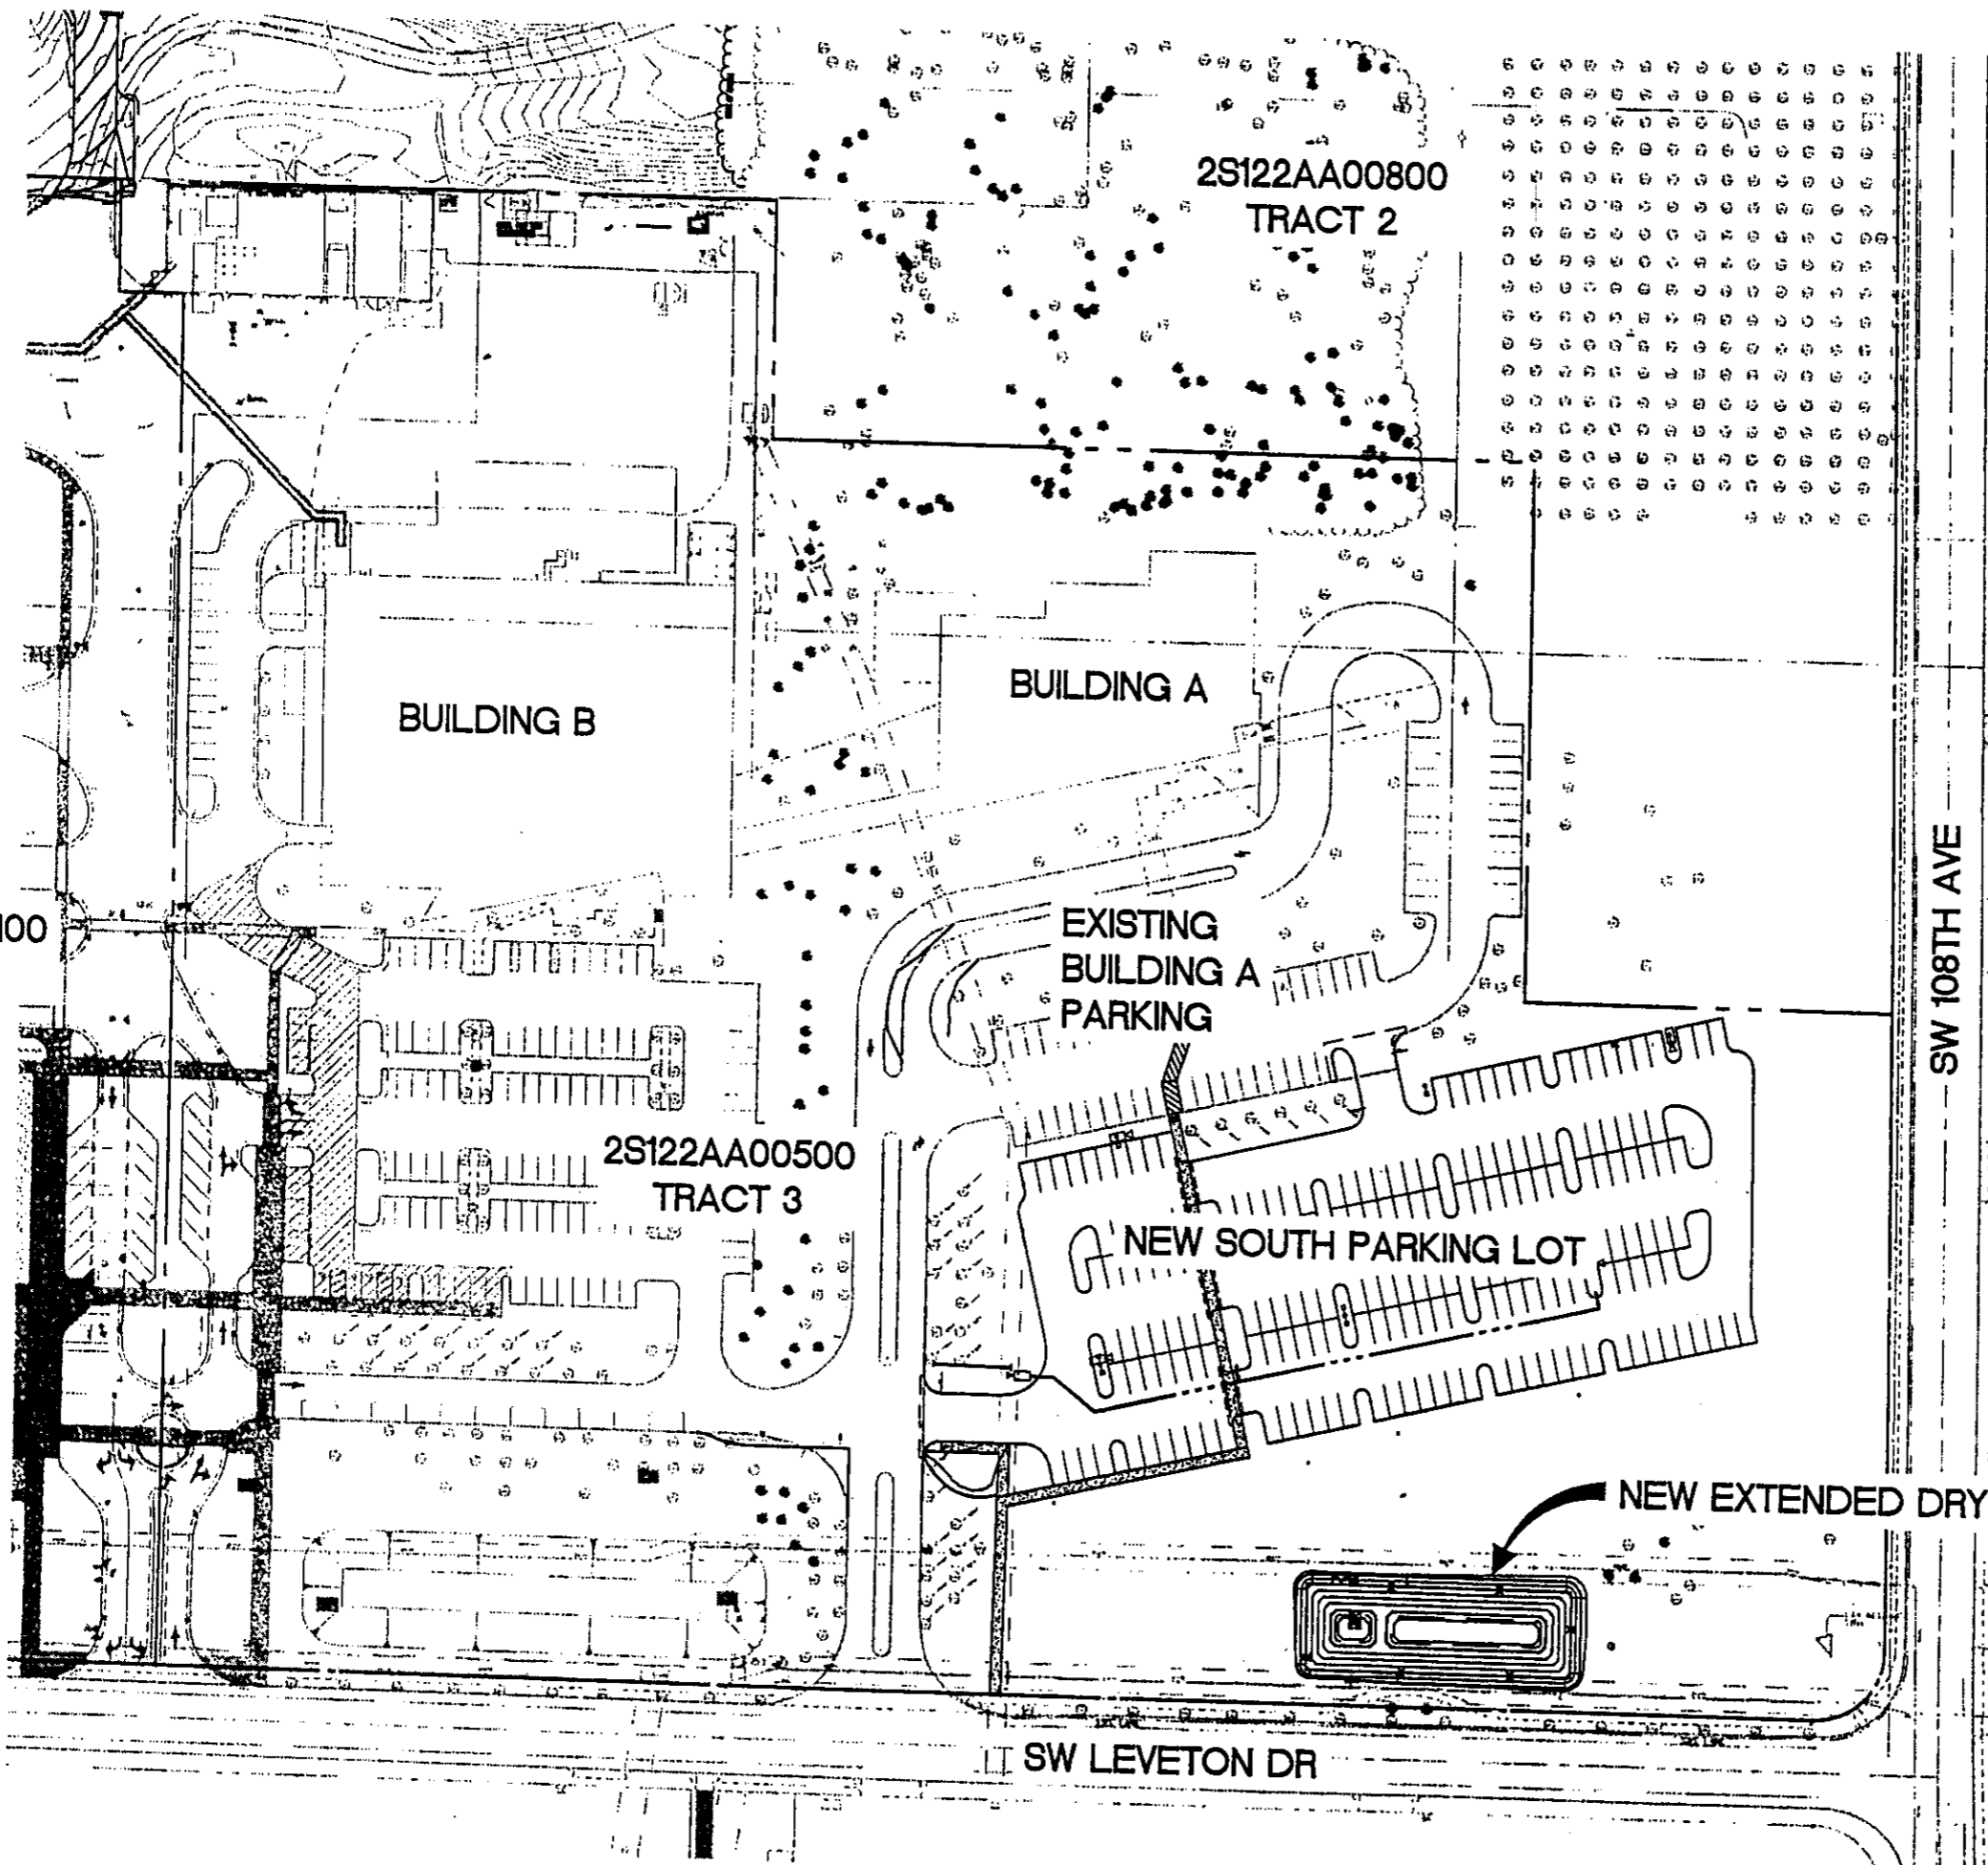 2S122AA00800
TRACT 2
BUILDING A
BUILDING B
SW 108TH AVE
EXISTING
BUILDING A
PARKING
100
2S122AA00500
TRACT 3
NEW SOUTH PARKING LOT
NEW EXTENDED DRY
SW LEVETON DR